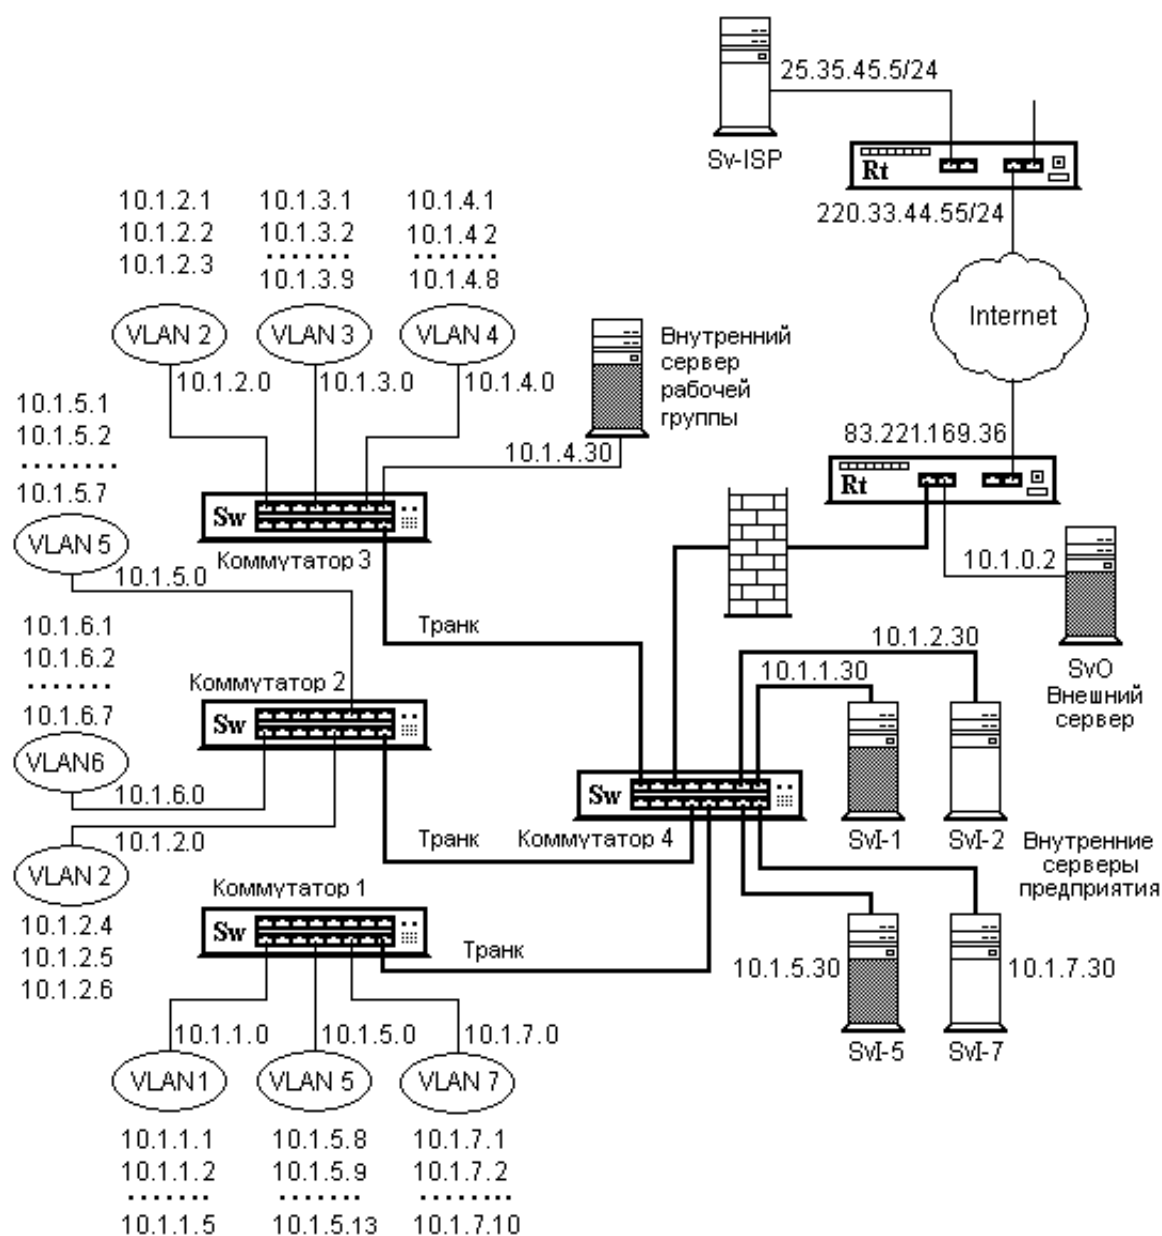 25.35.45.5/24
Sv-ISP
Rt
220.33.44.55/24
Internet
83.221.169.36
Rt
10.1.0.2
SvO
Внешний
сервер
10.1.2.1
10.1.2.2
10.1.2.3
10.1.3.1
10.1.3.2
10.1.3.9
10.1.4.1
10.1.4 2
10.1.4.8
VLAN 2
VLAN 3
VLAN 4
10.1.2.0
10.1.3.0
10.1.4.0
Внутренний
сервер
рабочей
группы
10.1.4.30
10.1.5.1
10.1.5.2
10.1.5.7
VLAN 5
10.1.5.0
Sw
Коммутатор 3
Транк
10.1.6.1
10.1.6.2
10.1.6.7
VLAN6
10.1.6.0
Коммутатор 2
Sw
10.1.2.0
VLAN 2
10.1.2.4
10.1.2.5
10.1.2.6
Транк
Sw
Коммутатор 4
10.1.2.30
10.1.1.30
SvI-1
SvI-2
Внутренние
серверы
предприятия
10.1.5.30
10.1.7.30
SvI-5
SvI-7
Коммутатор 1
Sw
Транк
10.1.1.0
10.1.5.0
10.1.7.0
VLAN1
VLAN 5
VLAN 7
10.1.1.1
10.1.1.2
10.1.1.5
10.1.5.8
10.1.5.9
10.1.5.13
10.1.7.1
10.1.7.2
10.1.7.10